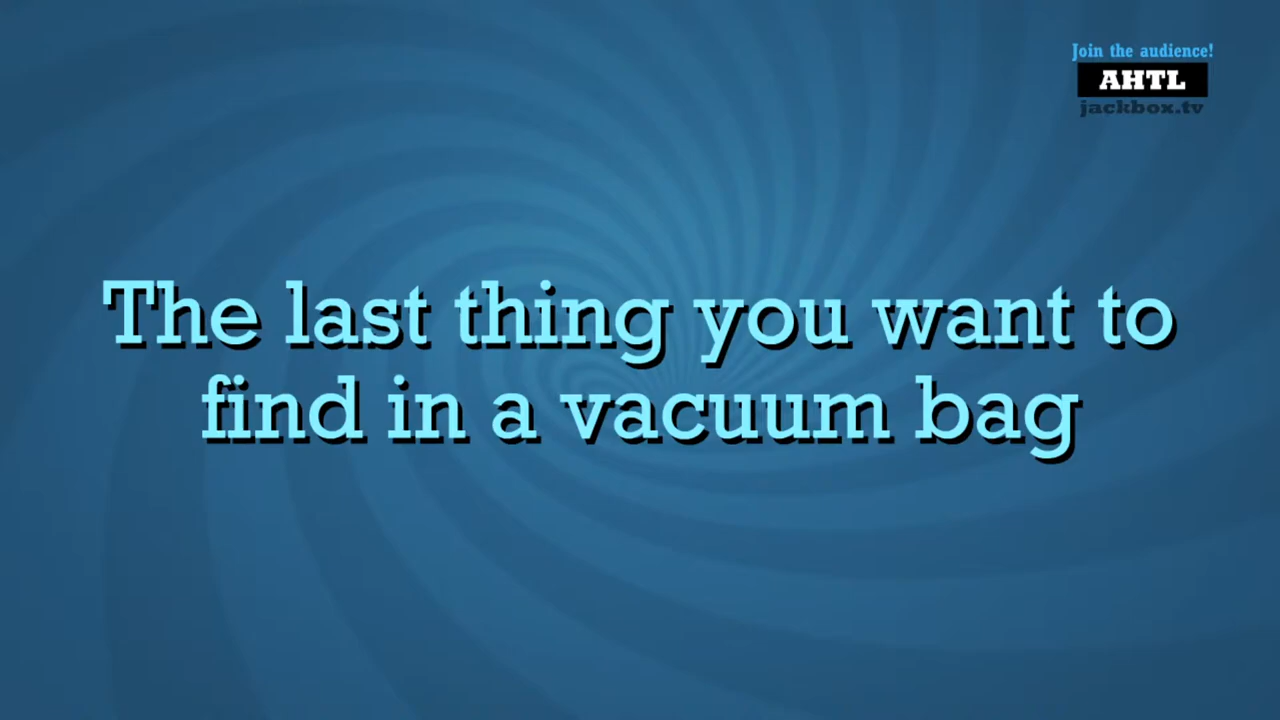 Join the audience!
AHTL
jackbox.tv
The last thing you want to
find in a vacuum bag